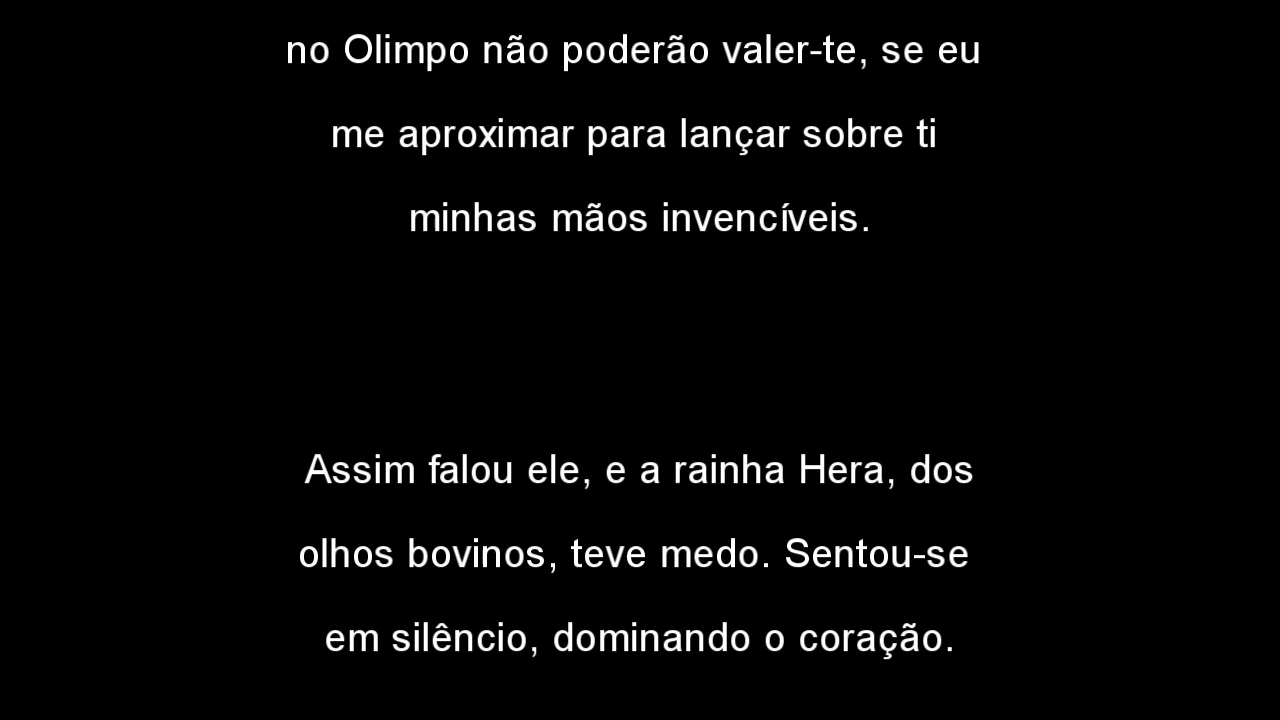 no Olimpo não poderão valer-te, se eu
me aproximar para lançar sobre ti
minhas mãos invencíveis.
Assim falou ele, e a rainha Hera, dos
olhos bovinos, teve medo. Sentou-se
em silêncio, dominando o coração.